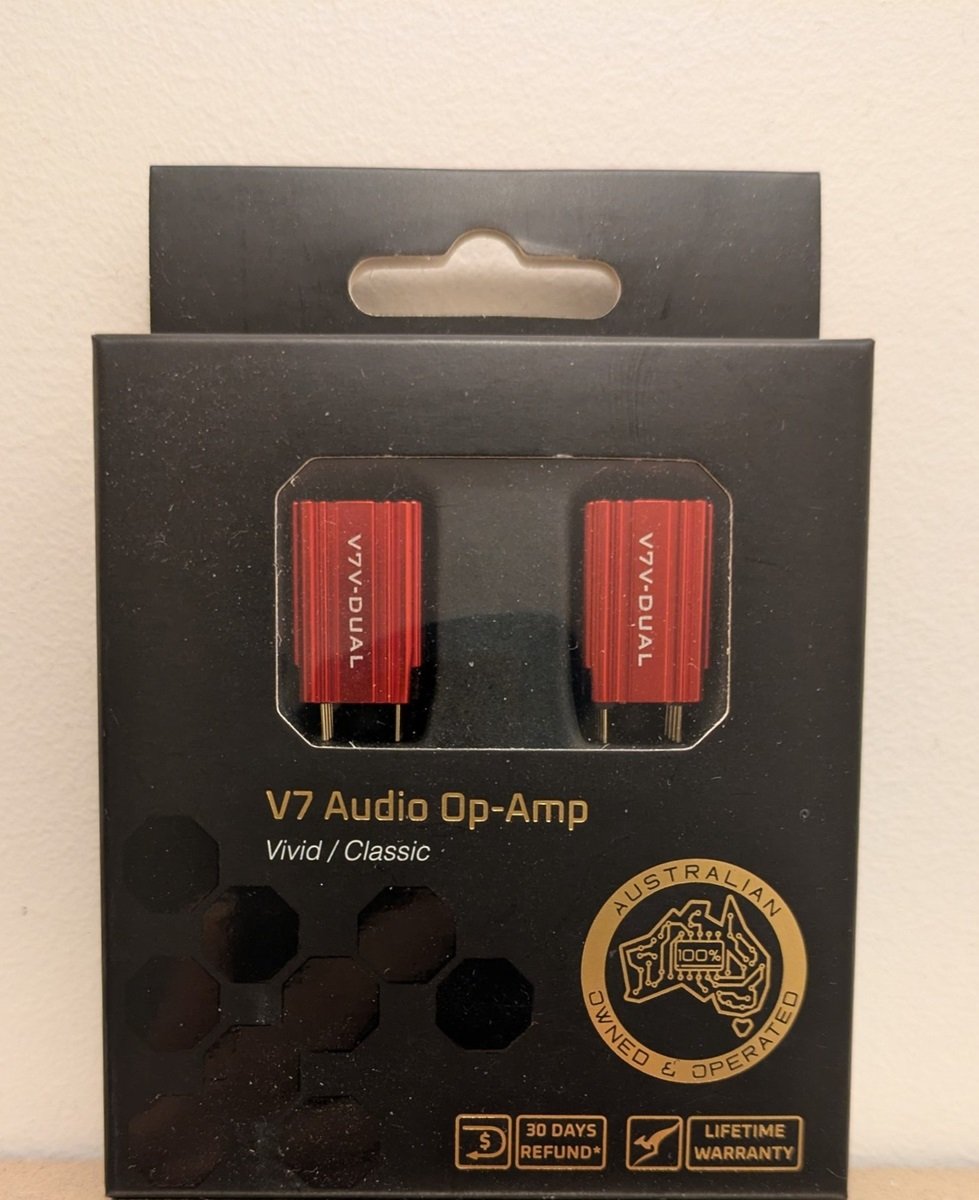 V7V-DUAL
V7V-DUAL
V7 Audio Op-Amp
Vivid / Classic
AUSTRALIAN
100%
OWNED & OPERATED
$
30 DAYS
REFUND*
LIFETIME
WARRANTY